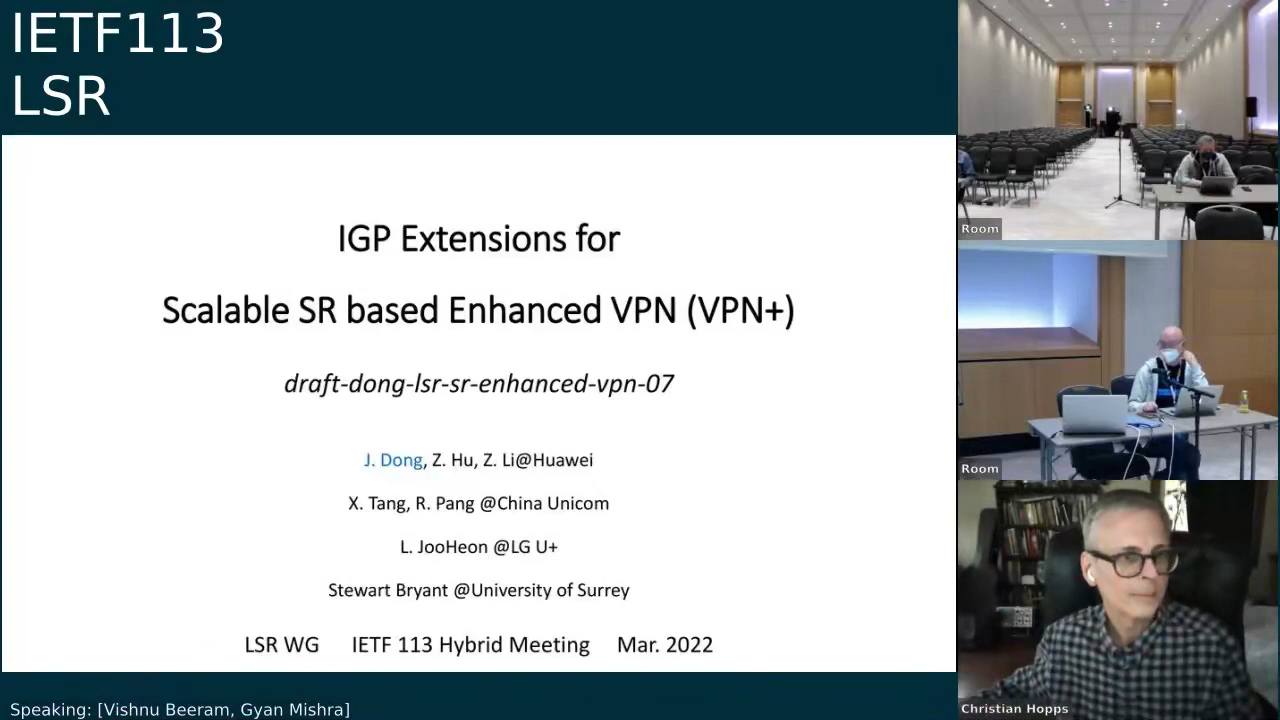 IETF113
LSR
IGP Extensions for
Scalable SR based Enhanced VPN (VPN+)
draft-dong-lsr-sr-enhanced-vpn-07
J. Dong, Z. Hu, Z. Li@Huawei
X. Tang, R. Pang @China Unicom
L. JooHeon @LG U+
Stewart Bryant @University of Surrey
LSR WG IETF 113 Hybrid Meeting Mar. 2022
Speaking: [Vishnu Beeram, Gyan Mishra]
Room
Room
Christian Hopps